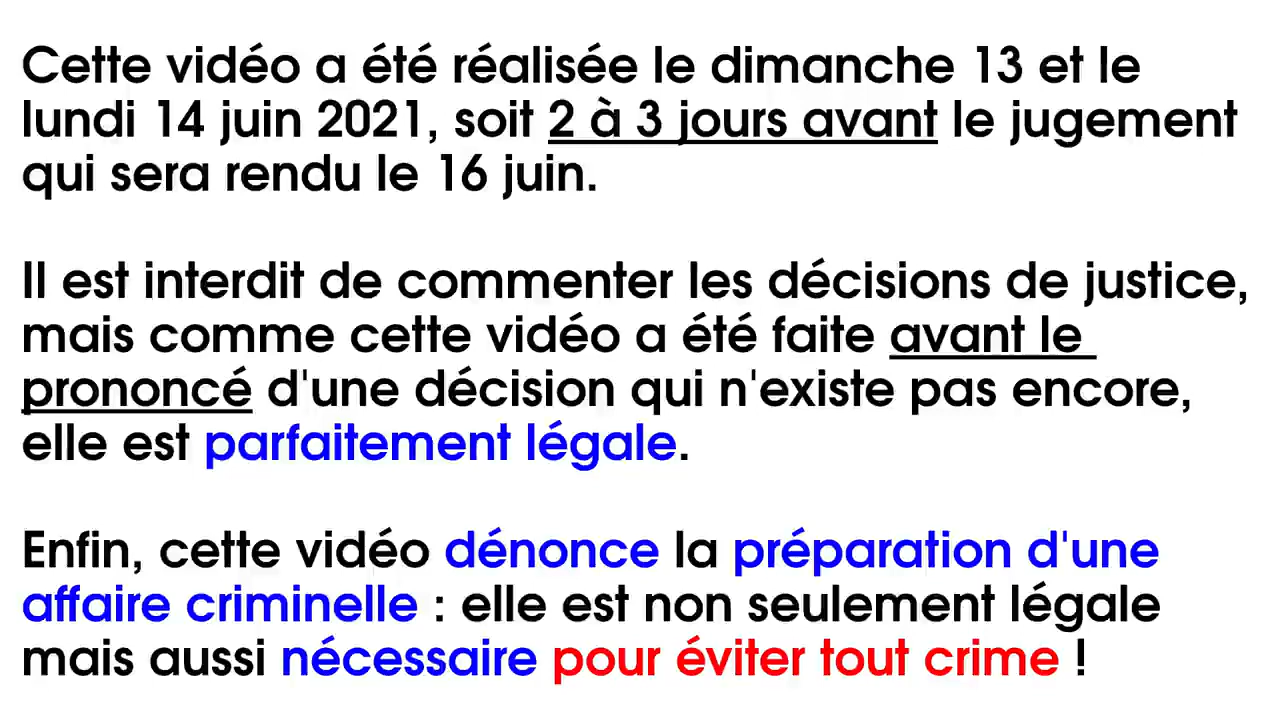 Cette vidéo a été réalisée le dimanche 13 et le
lundi 14 juin 2021, soit 2 à 3 jours avant le jugement
qui sera rendu le 16 juin.
Il est interdit de commenter les décisions de justice,
mais comme cette vidéo a été faite avant le
prononcé d'une décision qui n'existe pas encore,
elle est parfaitement légale.
Enfin, cette vidéo dénonce la préparation d'une
affaire criminelle : elle est non seulement légale
mais aussi nécessaire pour éviter tout crime !